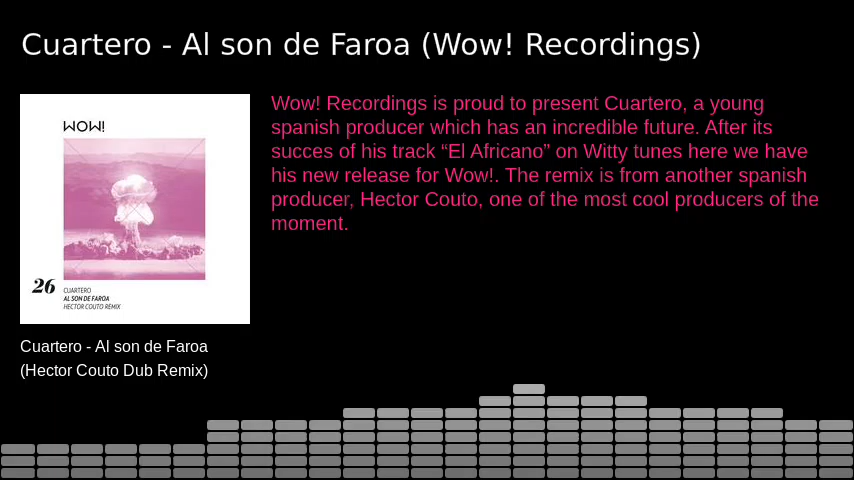 Cuartero - Al son de Faroa (Wow! Recordings)
WOW!
26
CUARTERO
AL SON DE FAROA
HECTOR COUTO REMIX
Wow! Recordings is proud to present Cuartero, a young
spanish producer which has an incredible future. After its
succes of his track “El Africano” on Witty tunes here we have
his new release for Wow!. The remix is from another spanish
producer, Hector Couto, one of the most cool producers of the
moment.
Cuartero - Al son de Faroa
(Hector Couto Dub Remix)